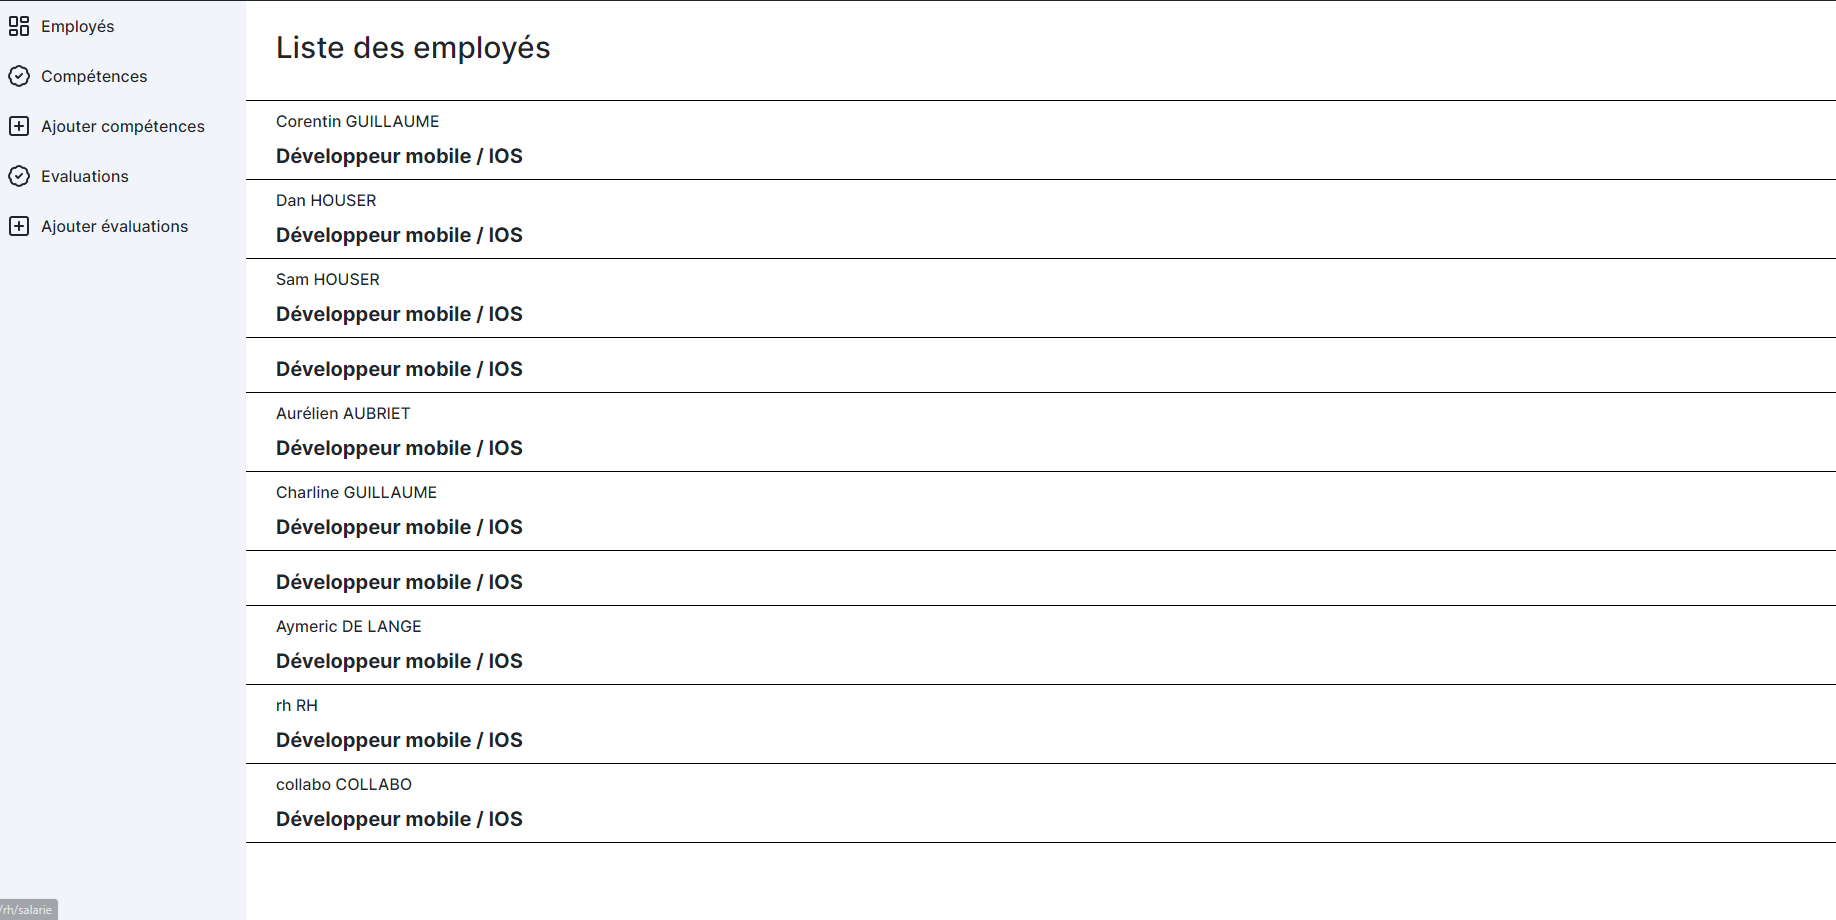 Employés
Compétences
Ajouter compétences
Evaluations
Ajouter évaluations
Liste des employés
Corentin GUILLAUME
Développeur mobile / IOS
Dan HOUSER
Développeur mobile / IOS
Sam HOUSER
Développeur mobile / IOS
Développeur mobile / IOS
Aurélien AUBRIET
Développeur mobile / IOS
Charline GUILLAUME
Développeur mobile / IOS
Développeur mobile / IOS
Aymeric DE LANGE
Développeur mobile / IOS
rh RH
Développeur mobile / IOS
collabo COLLABO
Développeur mobile / IOS
/rh/salarie